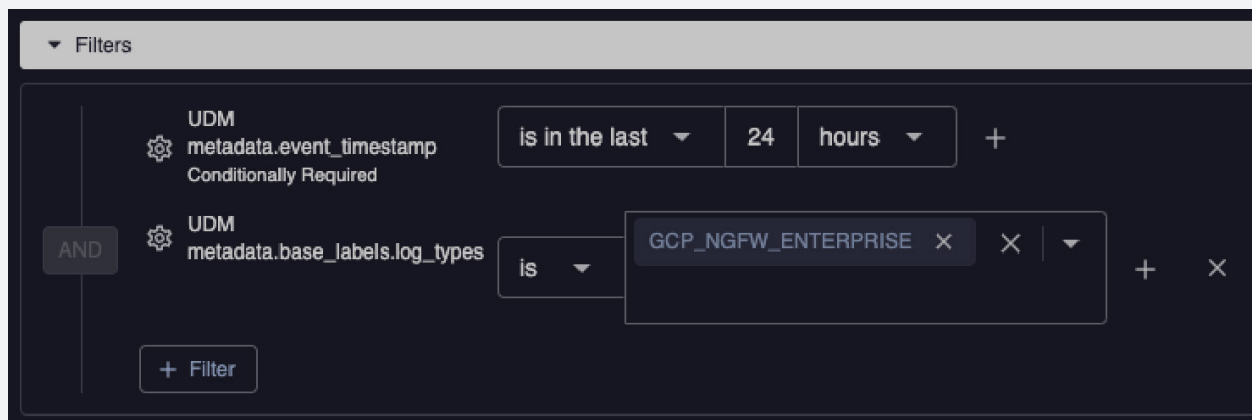 Filters
UDM
metadata.event_timestamp
Conditionally Required
is in the last 24 hours
AND
UDM
metadata.base_labels.log_types
is GCP_NGFW_ENTERPRISE
+ Filter